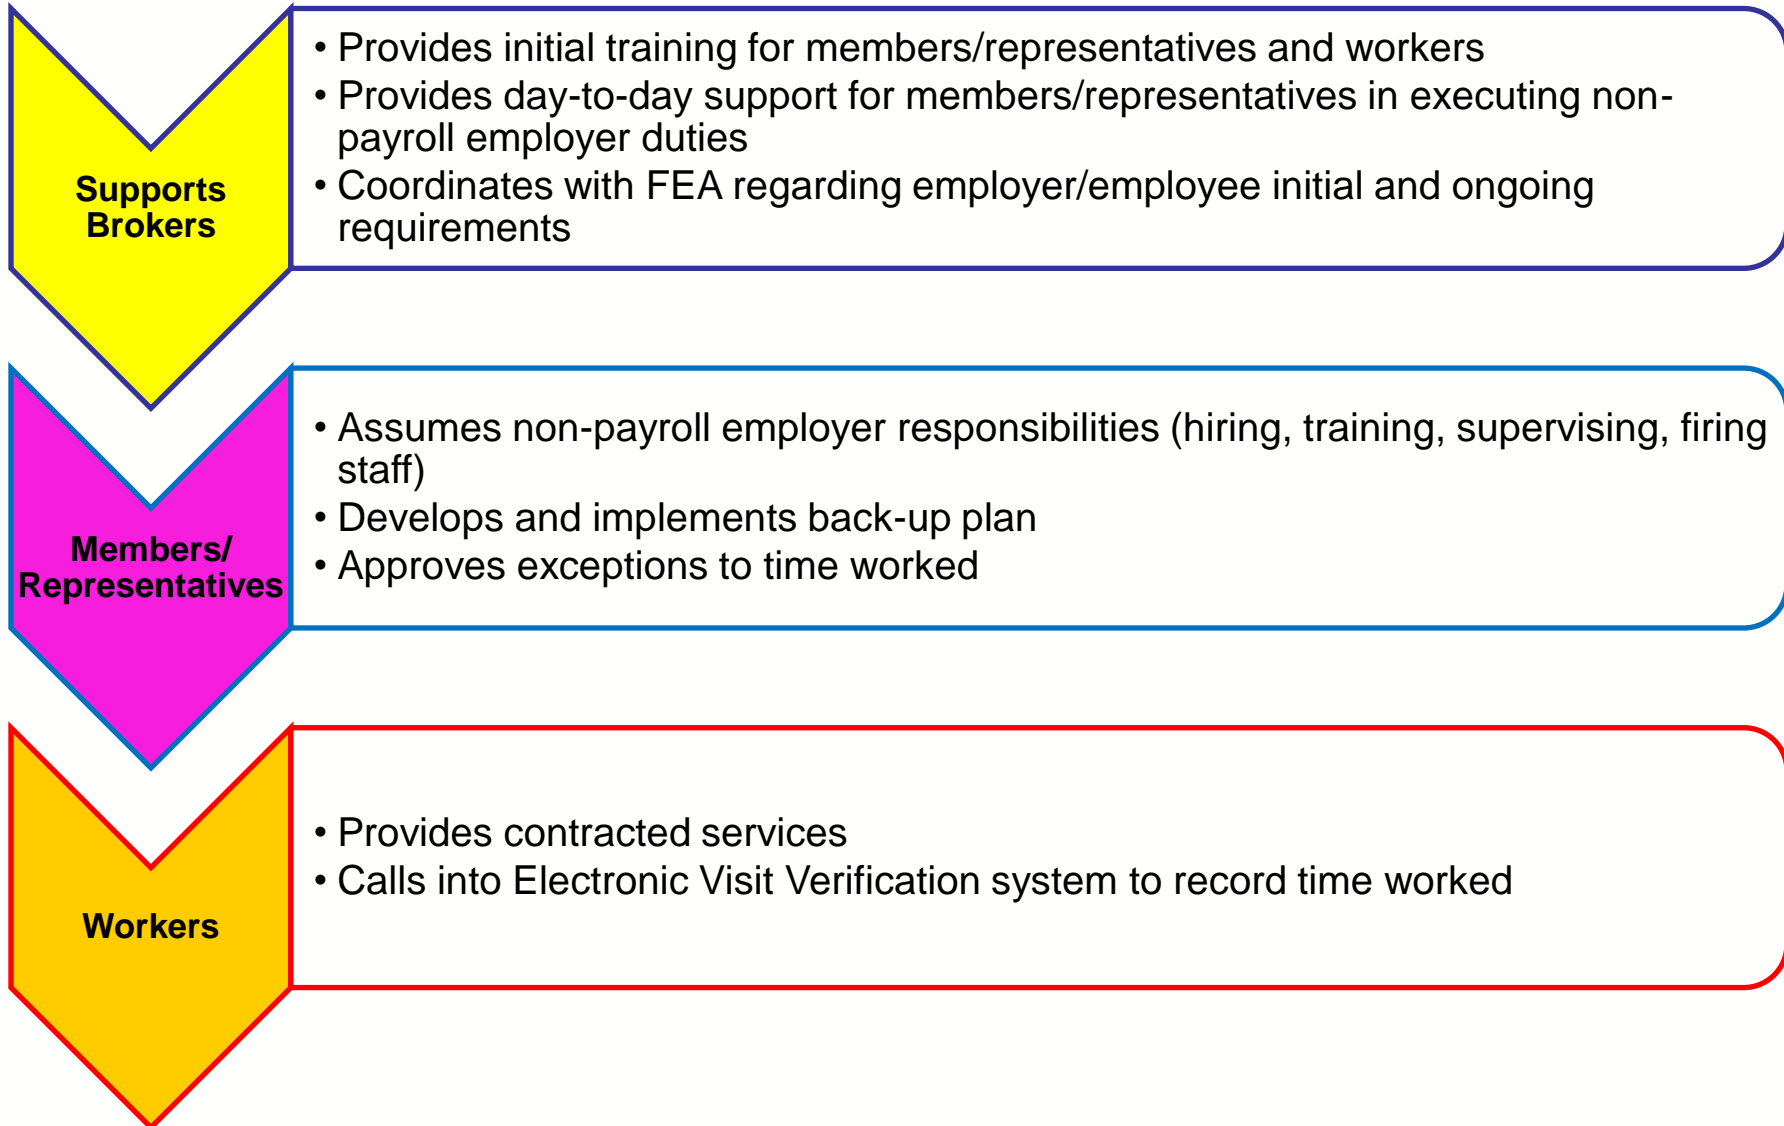 Supports
Brokers
• Provides initial training for members/representatives and workers
• Provides day-to-day support for members/representatives in executing non-
payroll employer duties
• Coordinates with FEA regarding employer/employee initial and ongoing
requirements
Members/
Representatives
• Assumes non-payroll employer responsibilities (hiring, training, supervising, firing
staff)
• Develops and implements back-up plan
• Approves exceptions to time worked
Workers
• Provides contracted services
• Calls into Electronic Visit Verification system to record time worked